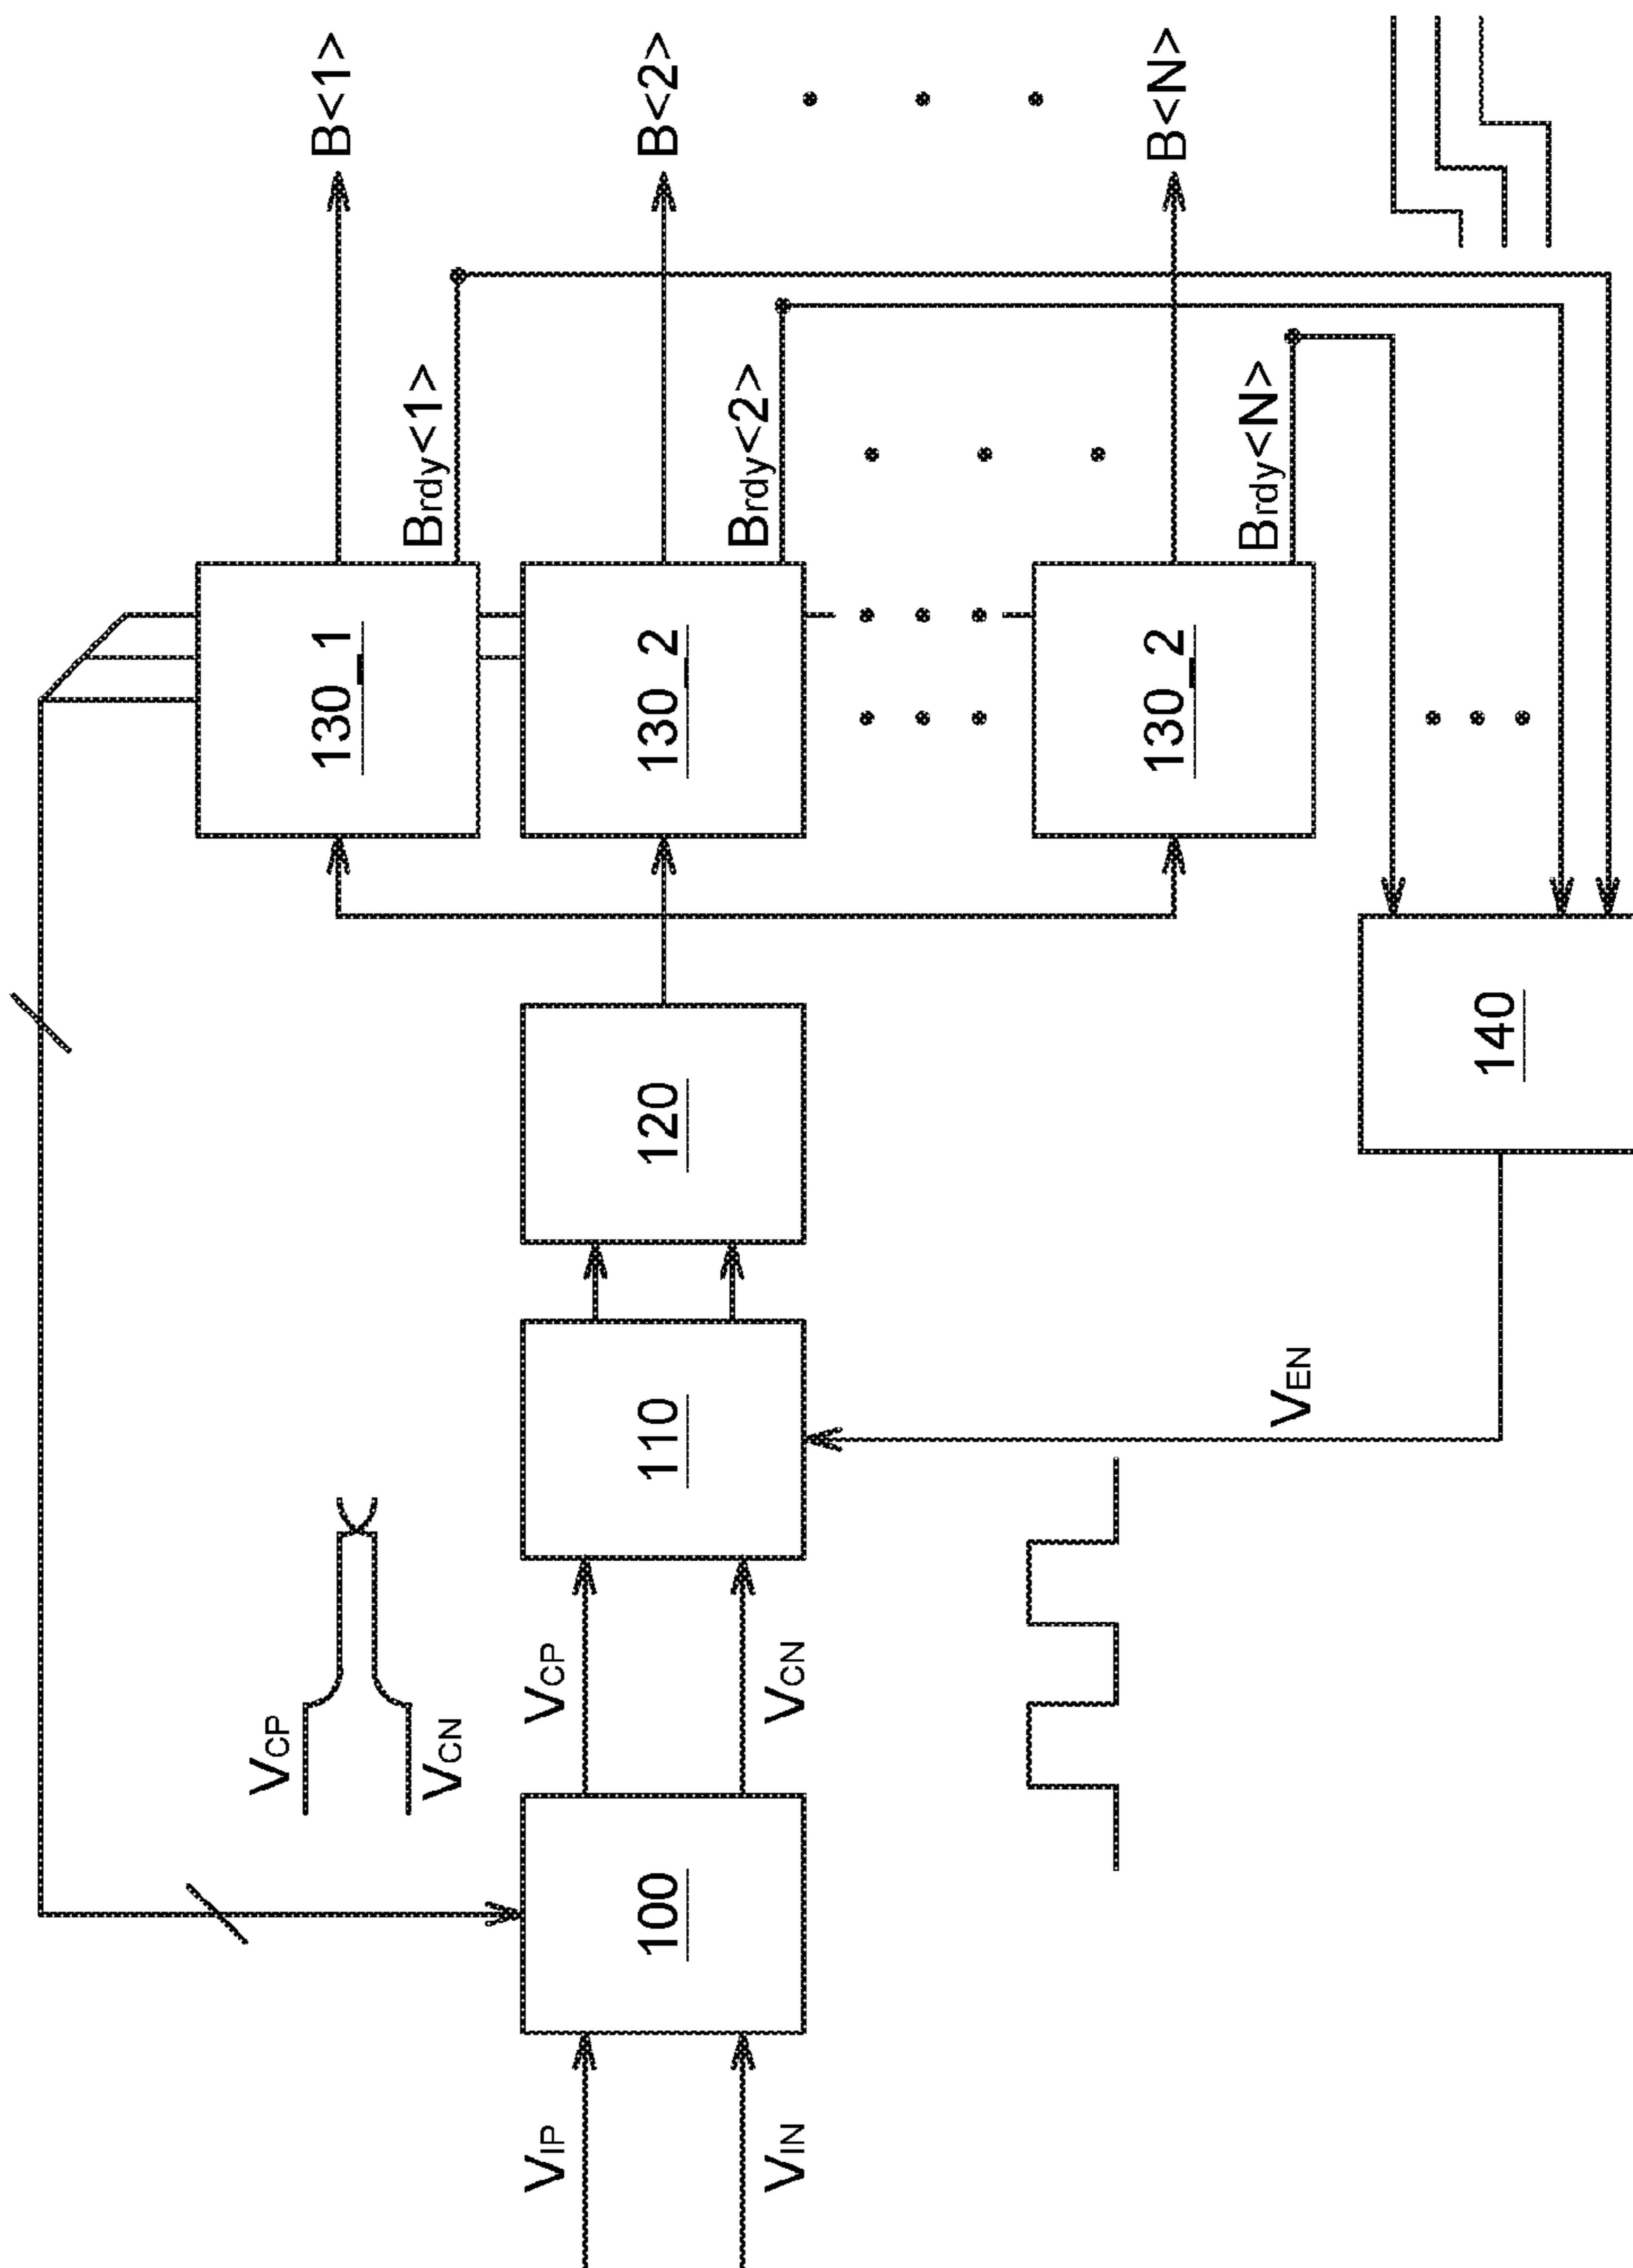 B<1>
B<2>
B<N>
Brdy<1>
Brdy<2>
Brdy<N>
130_1
130_2
130_2
120
140
110
VEN
VCP
VCN
VCP
VCN
100
VIP
VIN